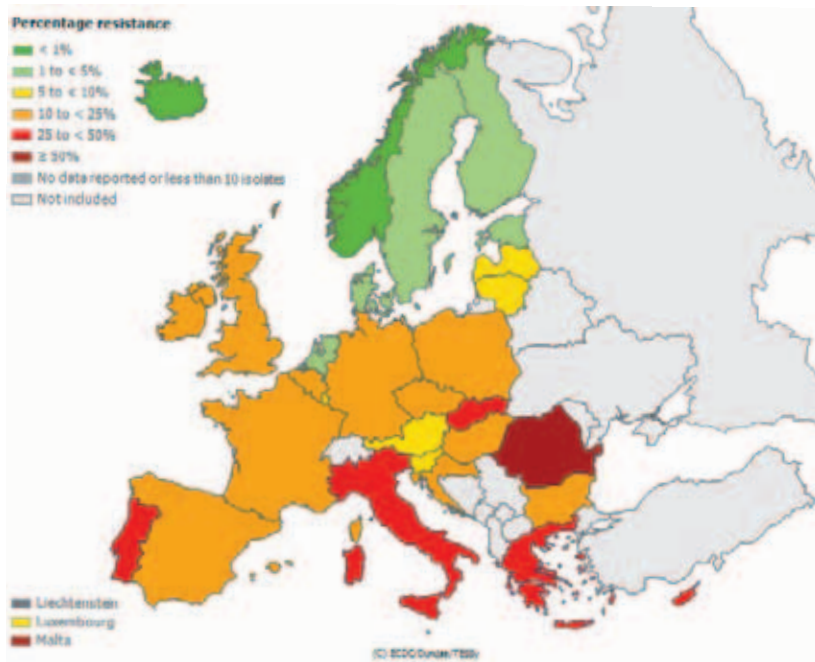 Percentage resistance
< 1%
1 to < 5%
5 to < 10%
10 to < 25%
25 to < 50%
≥ 50%
No data reported or less than 10 isolates
Not included
Liechtenstein
Luxembourg
Malta
(C) ECDC/Dundas/TESSy